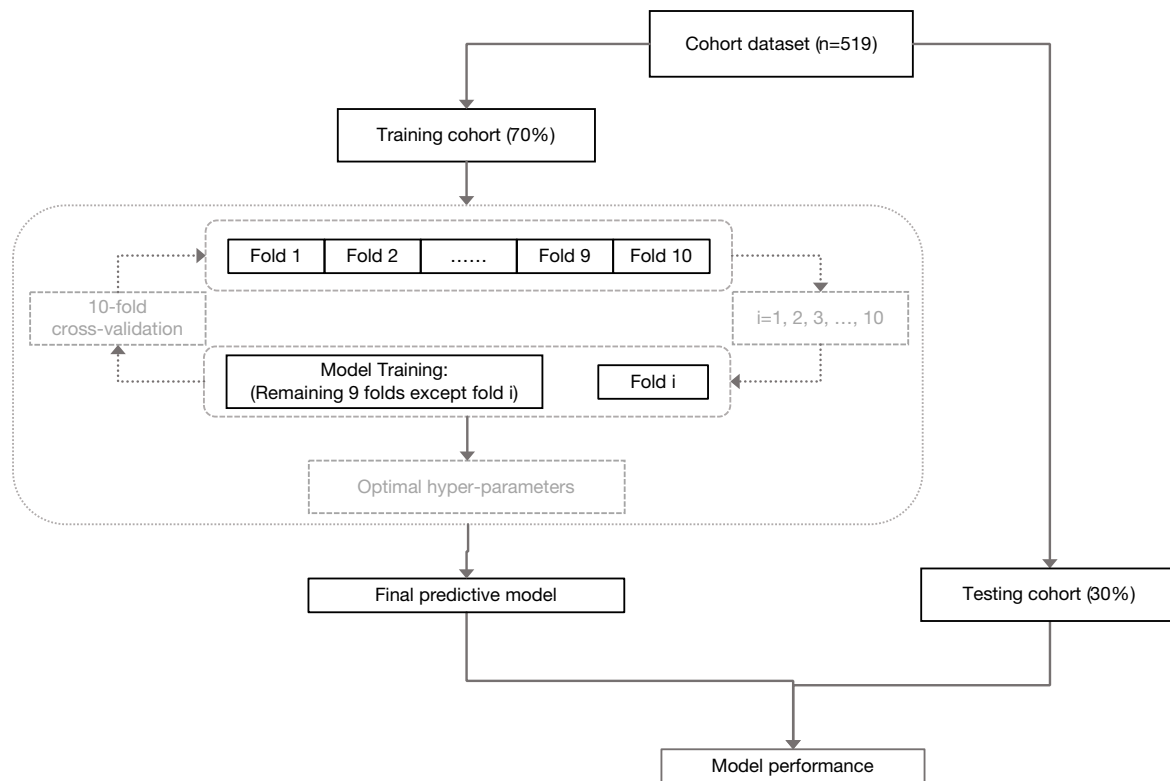 Cohort dataset (n=519)
Training cohort (70%)
Fold 1
Fold 2
......
Fold 9
Fold 10
10-fold
cross-validation
i=1, 2, 3, ..., 10
Model Training:
(Remaining 9 folds except fold i)
Fold i
Optimal hyper-parameters
Final predictive model
Testing cohort (30%)
Model performance